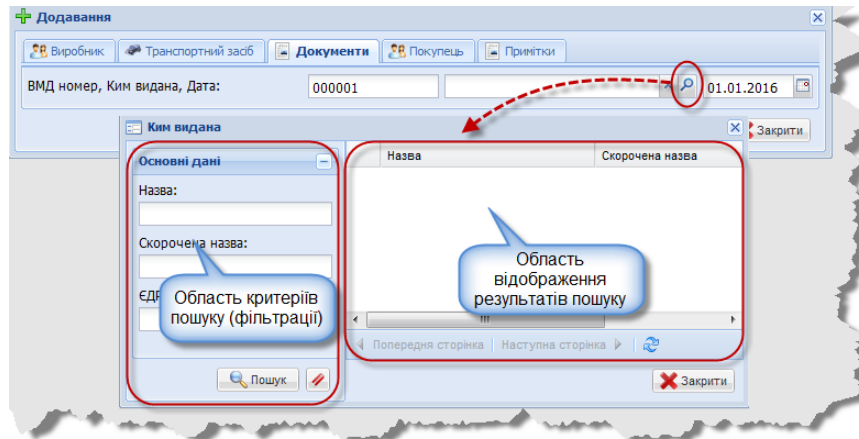 Додавання
Виробник Транспортний засіб Документи Покупець Примітки
ВМД номер, Ким видана, Дата: 000001 01.01.2016
Закрити
Ким видана
Основні дані
Назва Скорочена назва
Назва:
Скорочена назва:
Область
відображення
результатів пошуку
Область критеріїв
пошуку (фільтрації)
Попередня сторінка Наступна сторінка
Пошук
Закрити